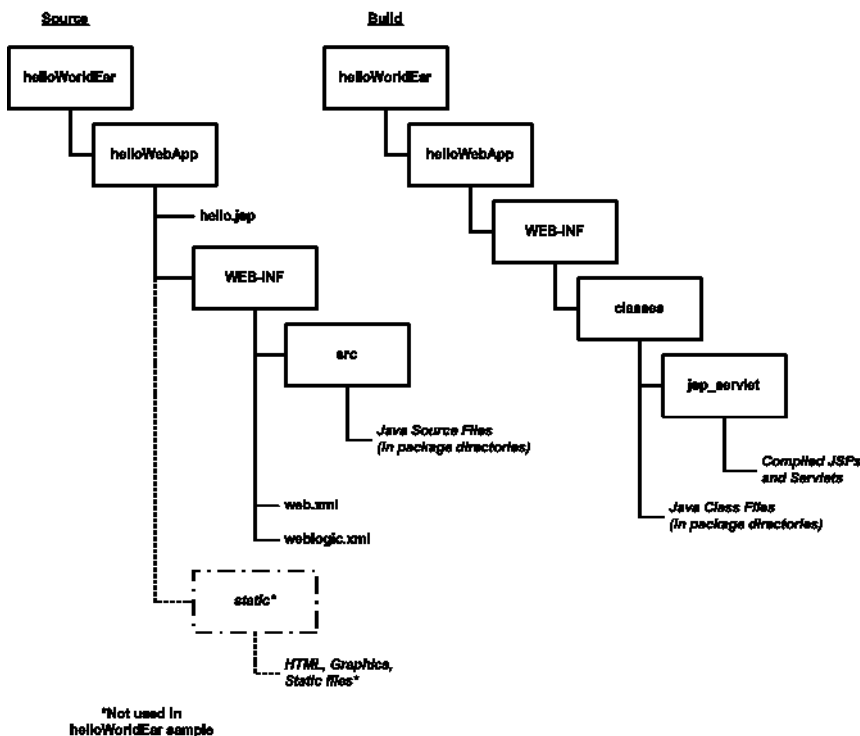 Source
helloWorldEar
helloWebApp
hello.jsp
WEB-INF
src
Java Source Files
(in package directories)
web.xml
weblogic.xml
static*
HTML, Graphics,
Static files*
*Not used in
helloWorldEar sample
Build
helloWorldEar
helloWebApp
WEB-INF
classes
jsp_servlet
Compiled JSPs
and Servlets
Java Class Files
(in package directories)